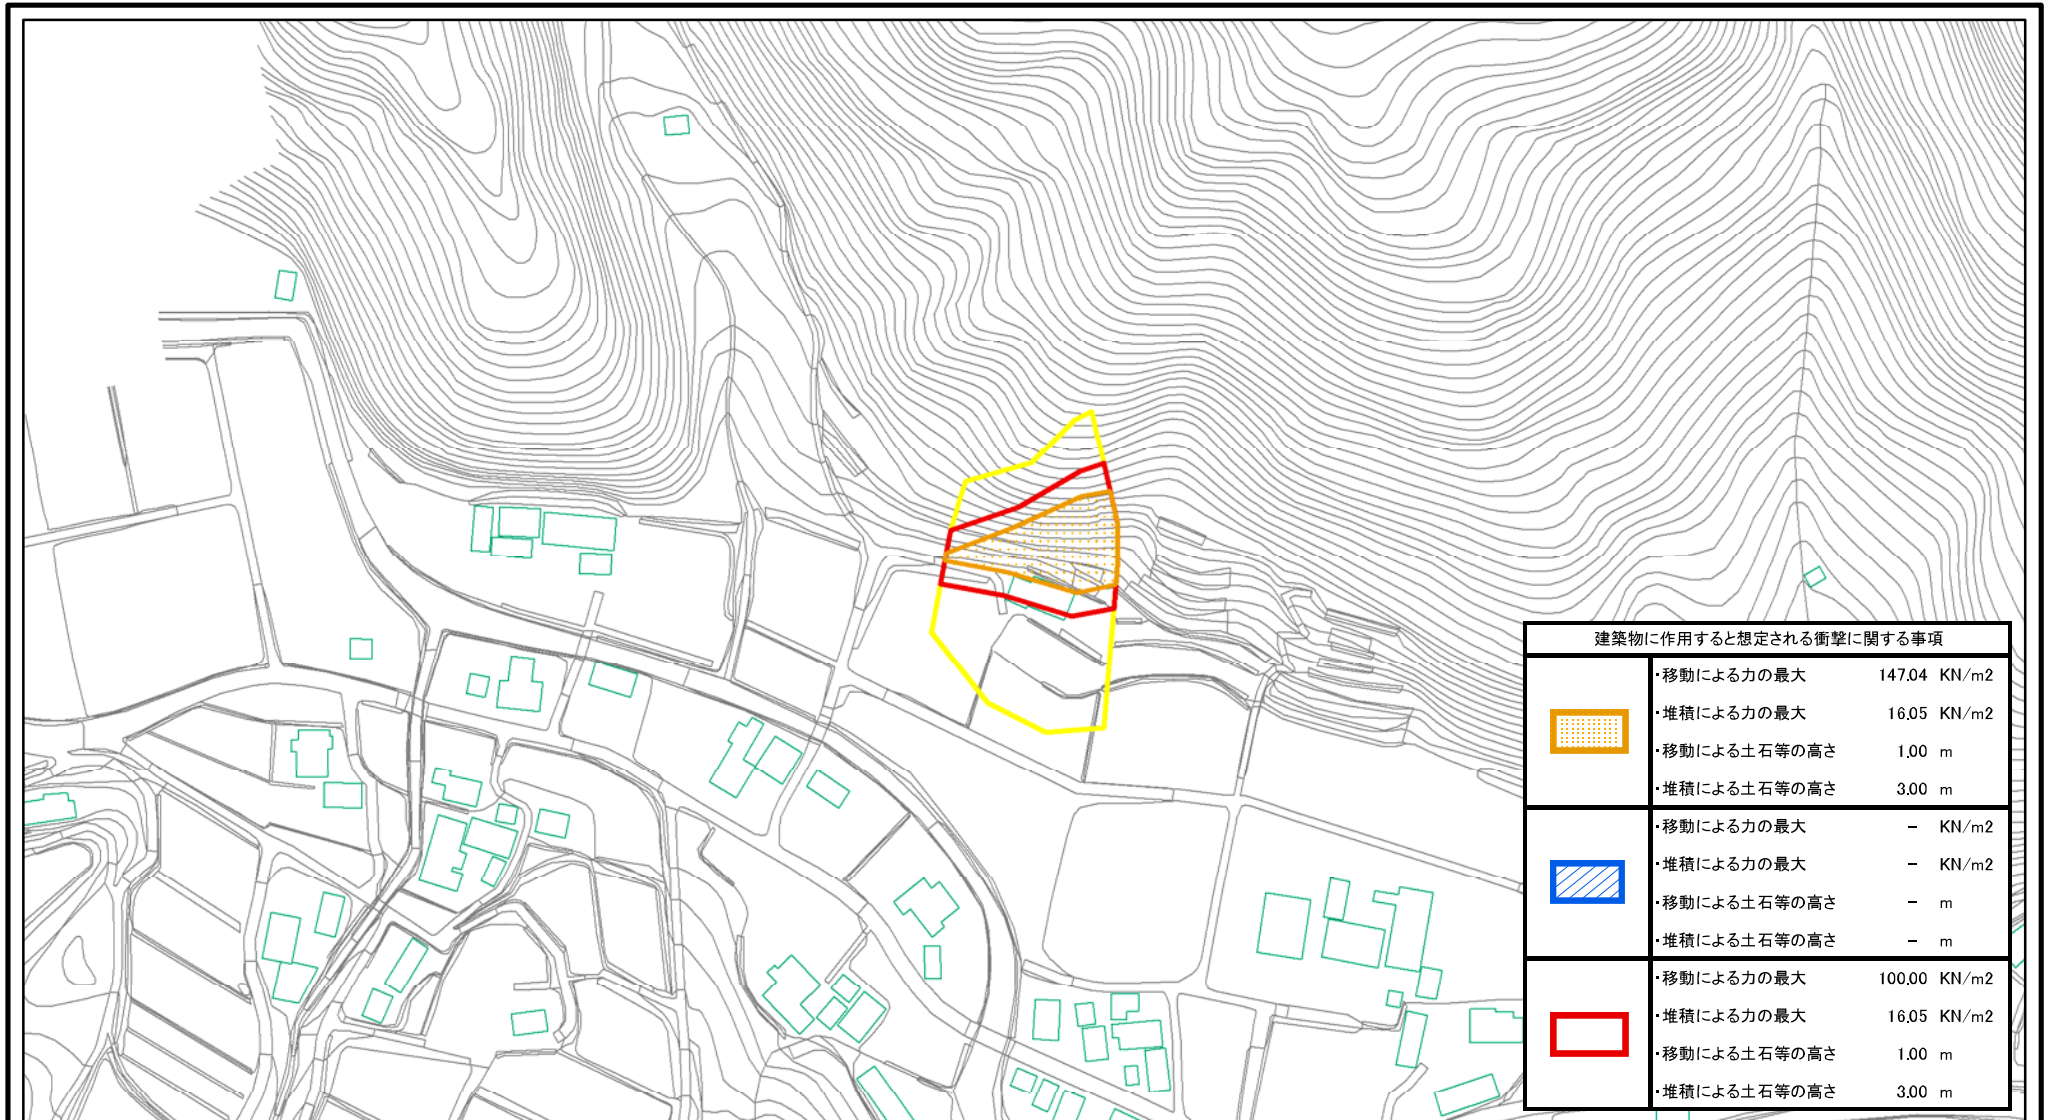 建築物に作用すると想定される衝撃に関する事項
・移動による力の最大 147.04 KN/m2
・堆積による力の最大 16.05 KN/m2
・移動による土石等の高さ 1.00 m
・堆積による土石等の高さ 3.00 m
・移動による力の最大 - KN/m2
・堆積による力の最大 - KN/m2
・移動による土石等の高さ - m
・堆積による土石等の高さ - m
・移動による力の最大 100.00 KN/m2
・堆積による力の最大 16.05 KN/m2
・移動による土石等の高さ 1.00 m
・堆積による土石等の高さ 3.00 m